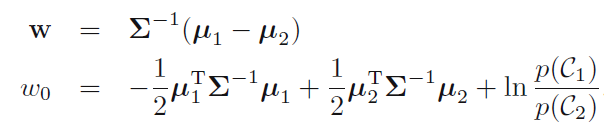 w = Σ⁻¹(μ₁ − μ₂)
w₀ = −½μ₁ᵀΣ⁻¹μ₁ + ½μ₂ᵀΣ⁻¹μ₂ + ln p(𝒞₁)/p(𝒞₂)